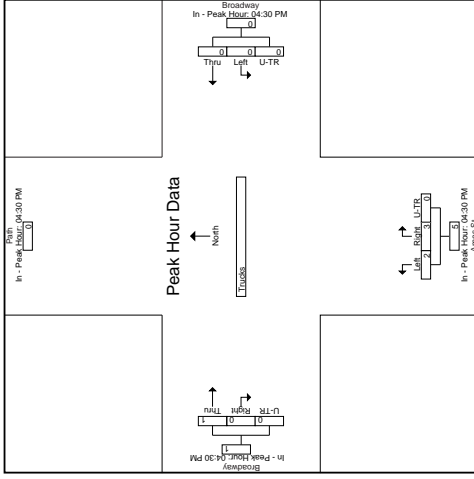 Broadway
In - Peak Hour: 04:30 PM
0
0 0 0
Thru Left U-TR
Path
In - Peak Hour: 04:30 PM
0
Peak Hour Data
North
Trucks
Left Right U-TR
2 3 0
5
In - Peak Hour: 04:30 PM
Thru Right U-TR
1 0 0
1
In - Peak Hour: 04:30 PM
Broadway